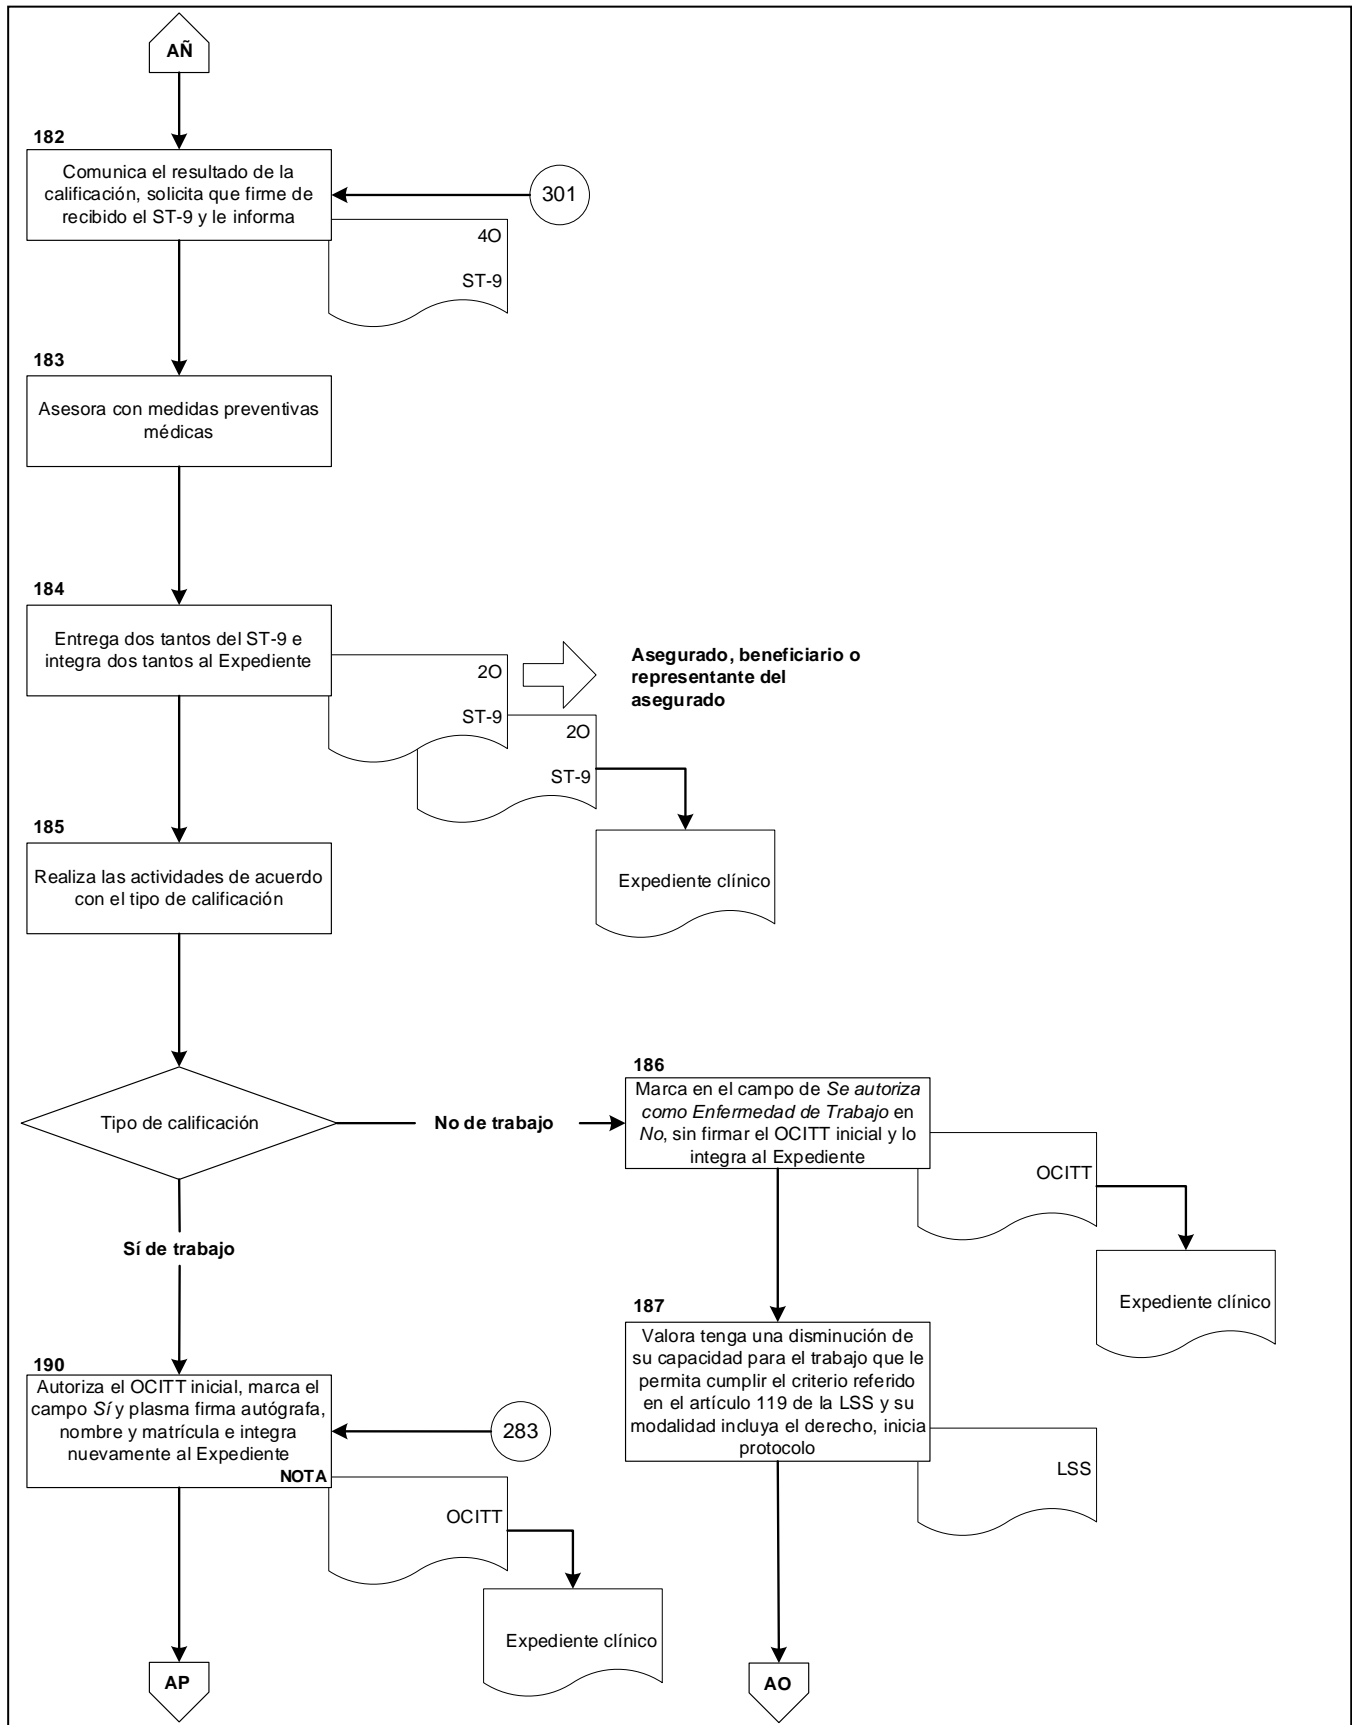 AÑ
182
Comunica el resultado de la
calificación, solicita que firme de
recibido el ST-9 y le informa
301
4O
ST-9
183
Asesora con medidas preventivas
médicas
184
Entrega dos tantos del ST-9 e
integra dos tantos al Expediente
2O
ST-9
Asegurado, beneficiario o
representante del
asegurado
2O
ST-9
Expediente clínico
185
Realiza las actividades de acuerdo
con el tipo de calificación
Tipo de calificación
No de trabajo
186
Marca en el campo de Se autoriza
como Enfermedad de Trabajo en
No, sin firmar el OCITT inicial y lo
integra al Expediente
OCITT
Expediente clínico
Sí de trabajo
187
Valora tenga una disminución de
su capacidad para el trabajo que le
permita cumplir el criterio referido
en el artículo 119 de la LSS y su
modalidad incluya el derecho, inicia
protocolo
LSS
190
Autoriza el OCITT inicial, marca el
campo Sí y plasma firma autógrafa,
nombre y matrícula e integra
nuevamente al Expediente
NOTA
283
OCITT
Expediente clínico
AP
AO